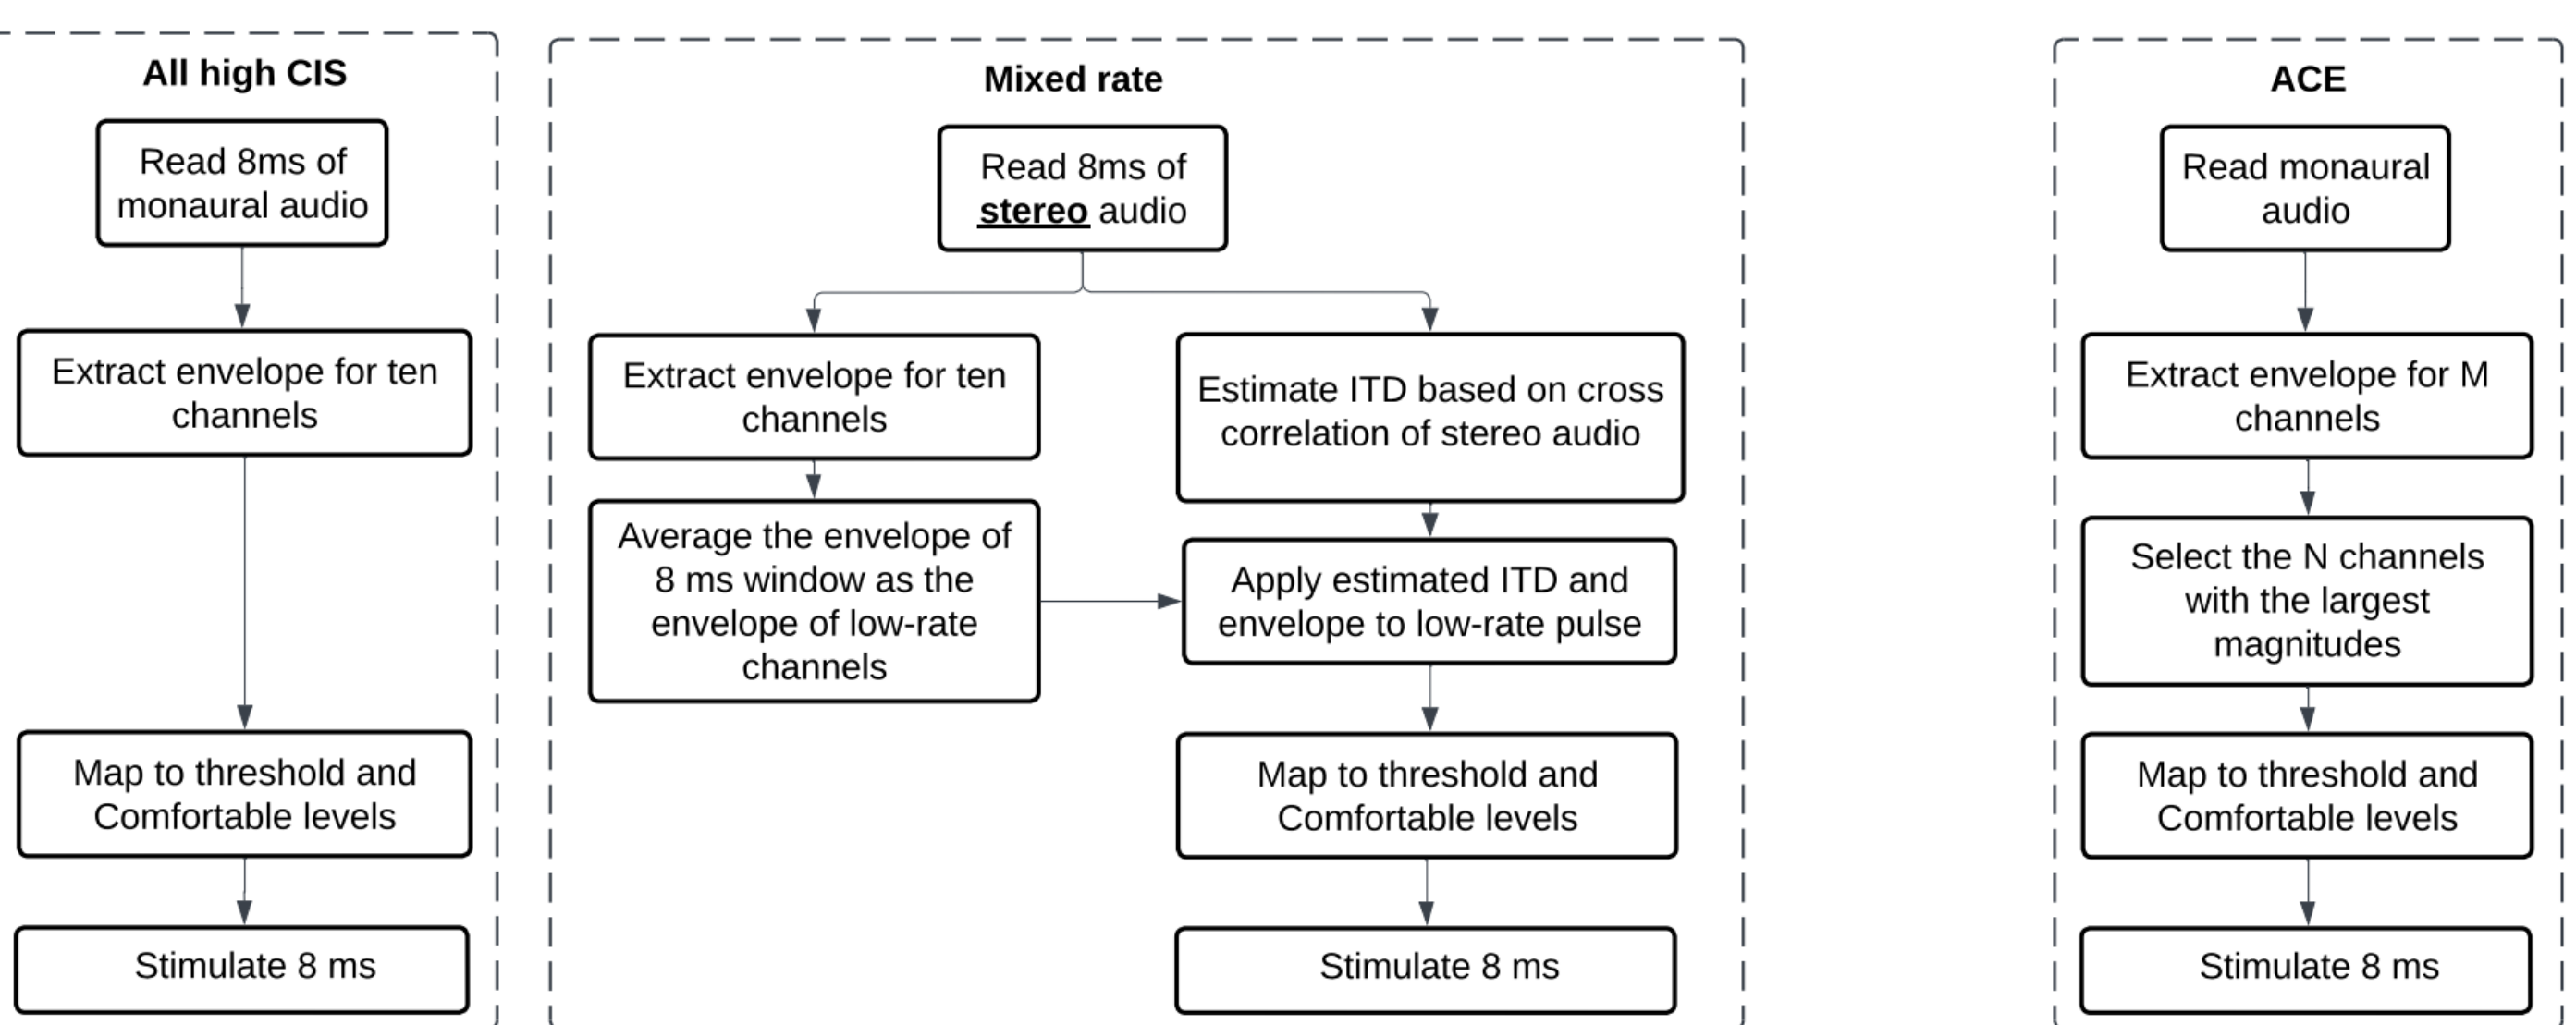 All high CIS
Read 8ms of
monaural audio
Extract envelope for ten
channels
Map to threshold and
Comfortable levels
Stimulate 8 ms
Mixed rate
Read 8ms of
stereo audio
Extract envelope for ten
channels
Average the envelope of
8 ms window as the
envelope of low-rate
channels
Estimate ITD based on cross
correlation of stereo audio
Apply estimated ITD and
envelope to low-rate pulse
Map to threshold and
Comfortable levels
Stimulate 8 ms
ACE
Read monaural
audio
Extract envelope for M
channels
Select the N channels
with the largest
magnitudes
Map to threshold and
Comfortable levels
Stimulate 8 ms